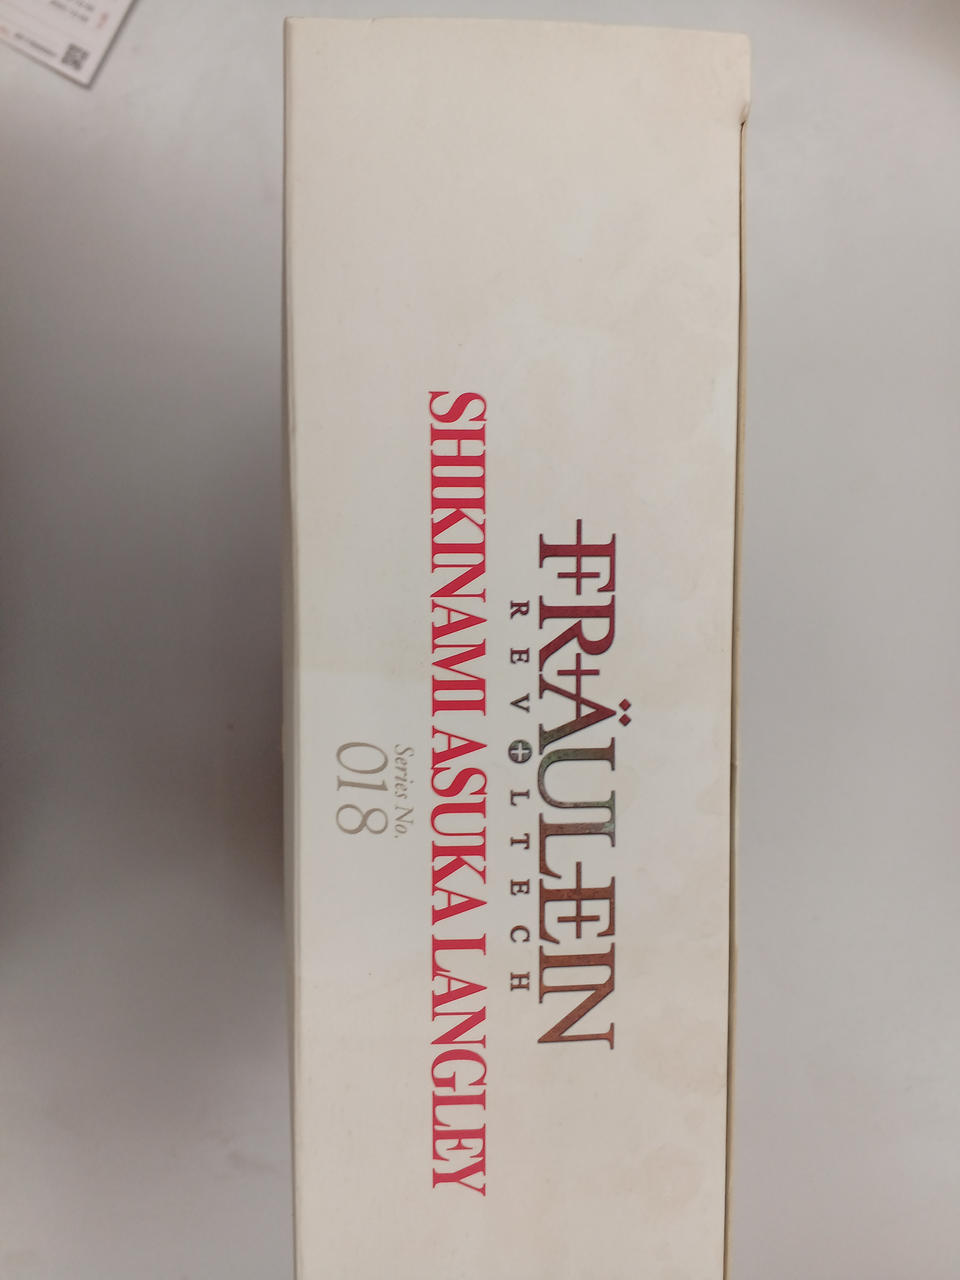 FRÄULEIN
REVOLTECH
SHIKINAMI ASUKA LANGLEY
Series No.
018